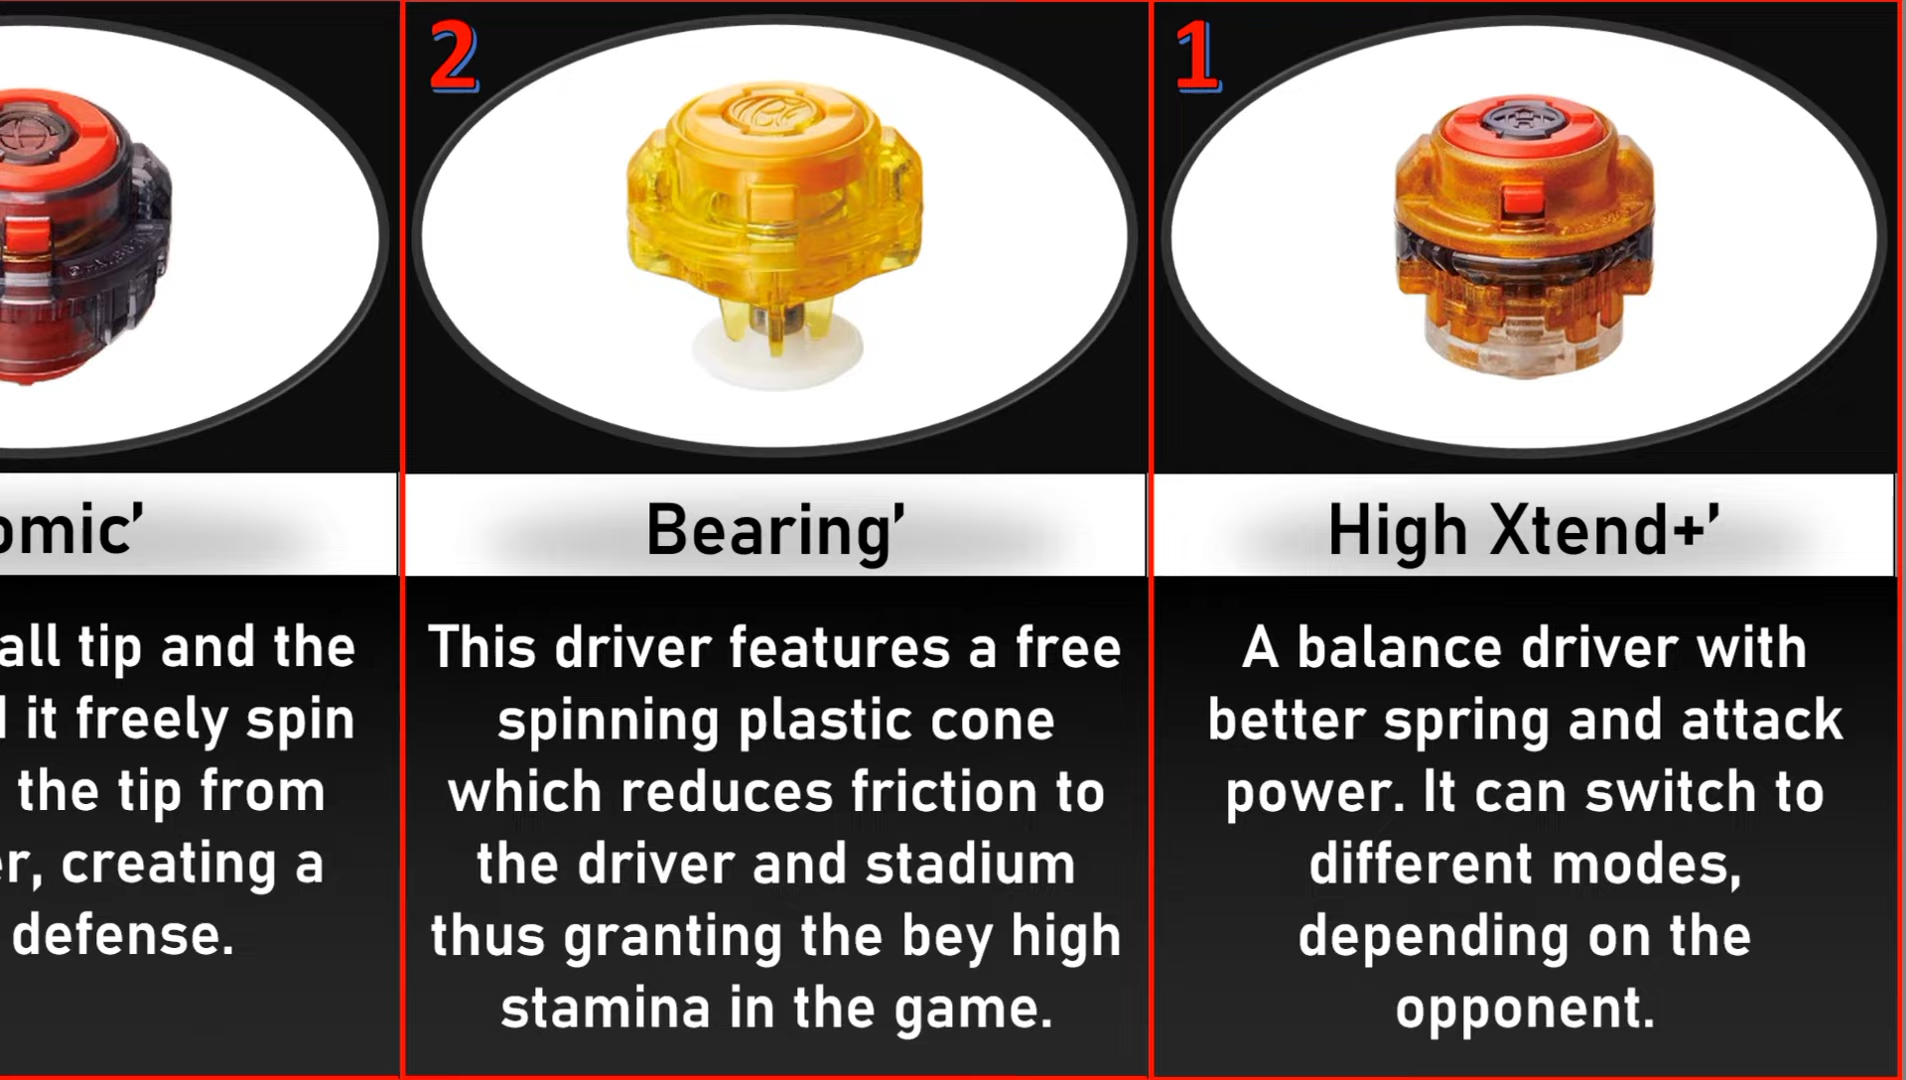 2
1
omic’
Bearing’
High Xtend+’
all tip and the
it freely spin
the tip from
er, creating a
defense.
This driver features a free
spinning plastic cone
which reduces friction to
the driver and stadium
thus granting the bey high
stamina in the game.
A balance driver with
better spring and attack
power. It can switch to
different modes,
depending on the
opponent.